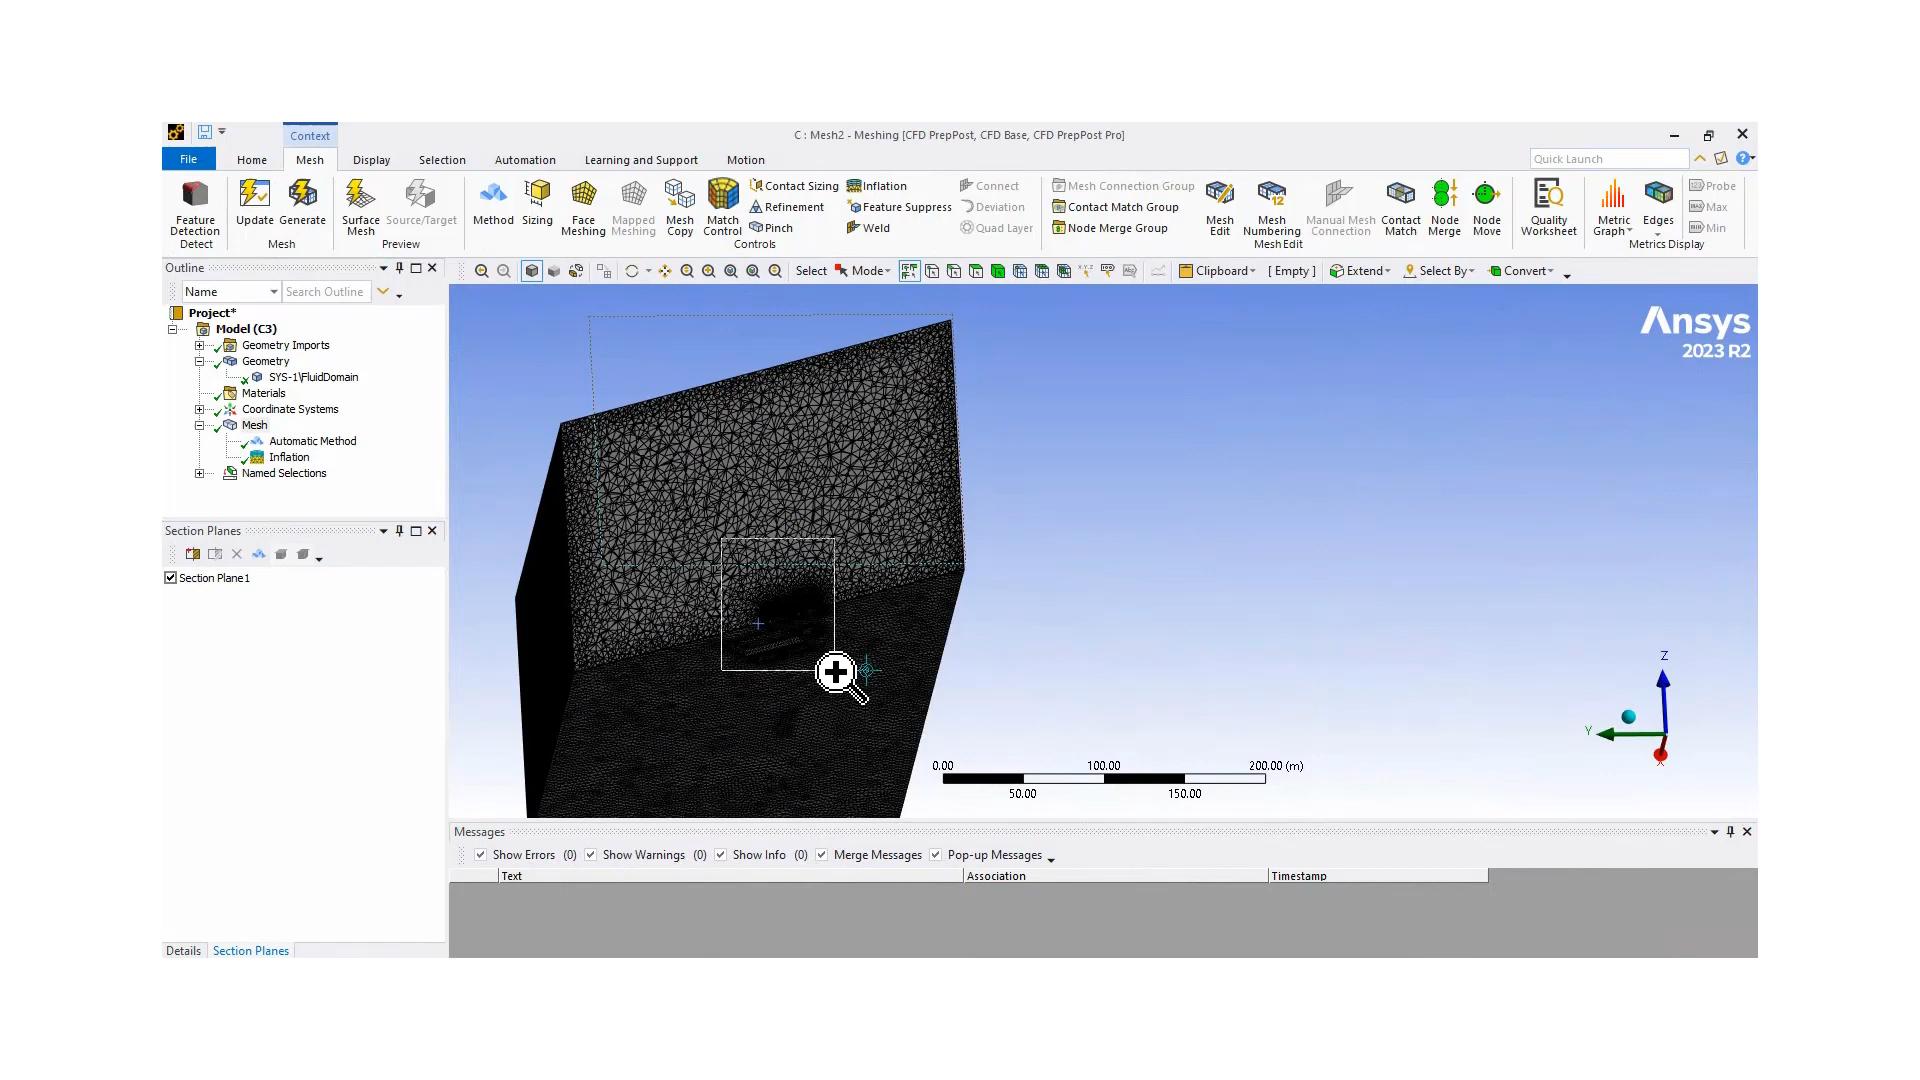 Context
C : Mesh2 - Meshing [CFD PrepPost, CFD Base, CFD PrepPost Pro]
File Home Mesh Display Selection Automation Learning and Support Motion
Quick Launch
Feature Detection
Detect
Update Generate
Mesh
Surface Mesh Source/Target
Preview
Method Sizing Face Meshing Mapped Meshing Mesh Copy Match Control
Contact Sizing Inflation Connect
Refinement Feature Suppress Deviation
Pinch Weld Quad Layer
Controls
Mesh Connection Group
Contact Match Group
Node Merge Group
Mesh Edit Mesh Numbering Manual Mesh Connection Contact Match Node Merge Node Move
Mesh Edit
Quality Worksheet
Metric Graph Edges
Probe
Max
Min
Metrics Display
Outline
Select Mode Clipboard [ Empty ] Extend Select By Convert
Name Search Outline
Project*
Model (C3)
Geometry Imports
Geometry
SYS-1\FluidDomain
Materials
Coordinate Systems
Mesh
Automatic Method
Inflation
Named Selections
Section Planes
Section Plane1
Details Section Planes
Ansys
2023 R2
Z
Y
X
0.00 100.00 200.00 (m)
50.00 150.00
Messages
Show Errors (0) Show Warnings (0) Show Info (0) Merge Messages Pop-up Messages
Text Association Timestamp